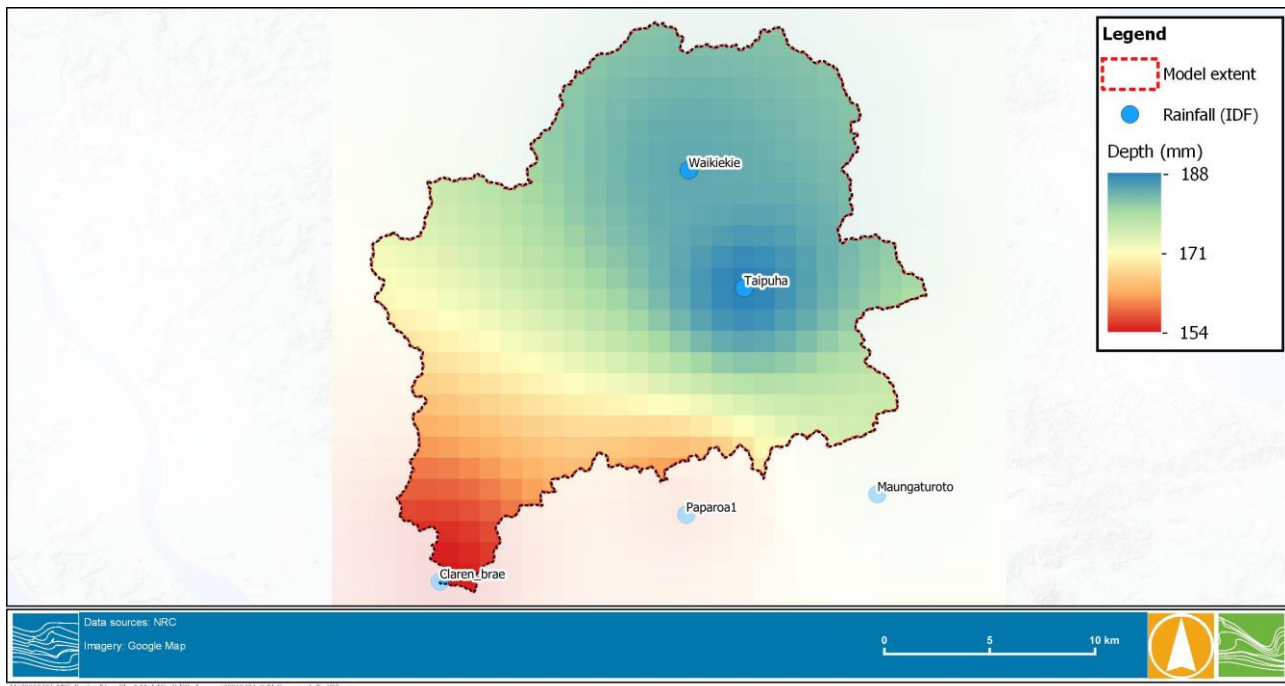 Legend
Model extent
Rainfall (IDF)
Depth (mm)
188
171
154
Waikiekie
Taipuha
Maungaturoto
Paparoa1
Claren_brae
Data sources: NRC
Imagery: Google Map
0 5 10 km